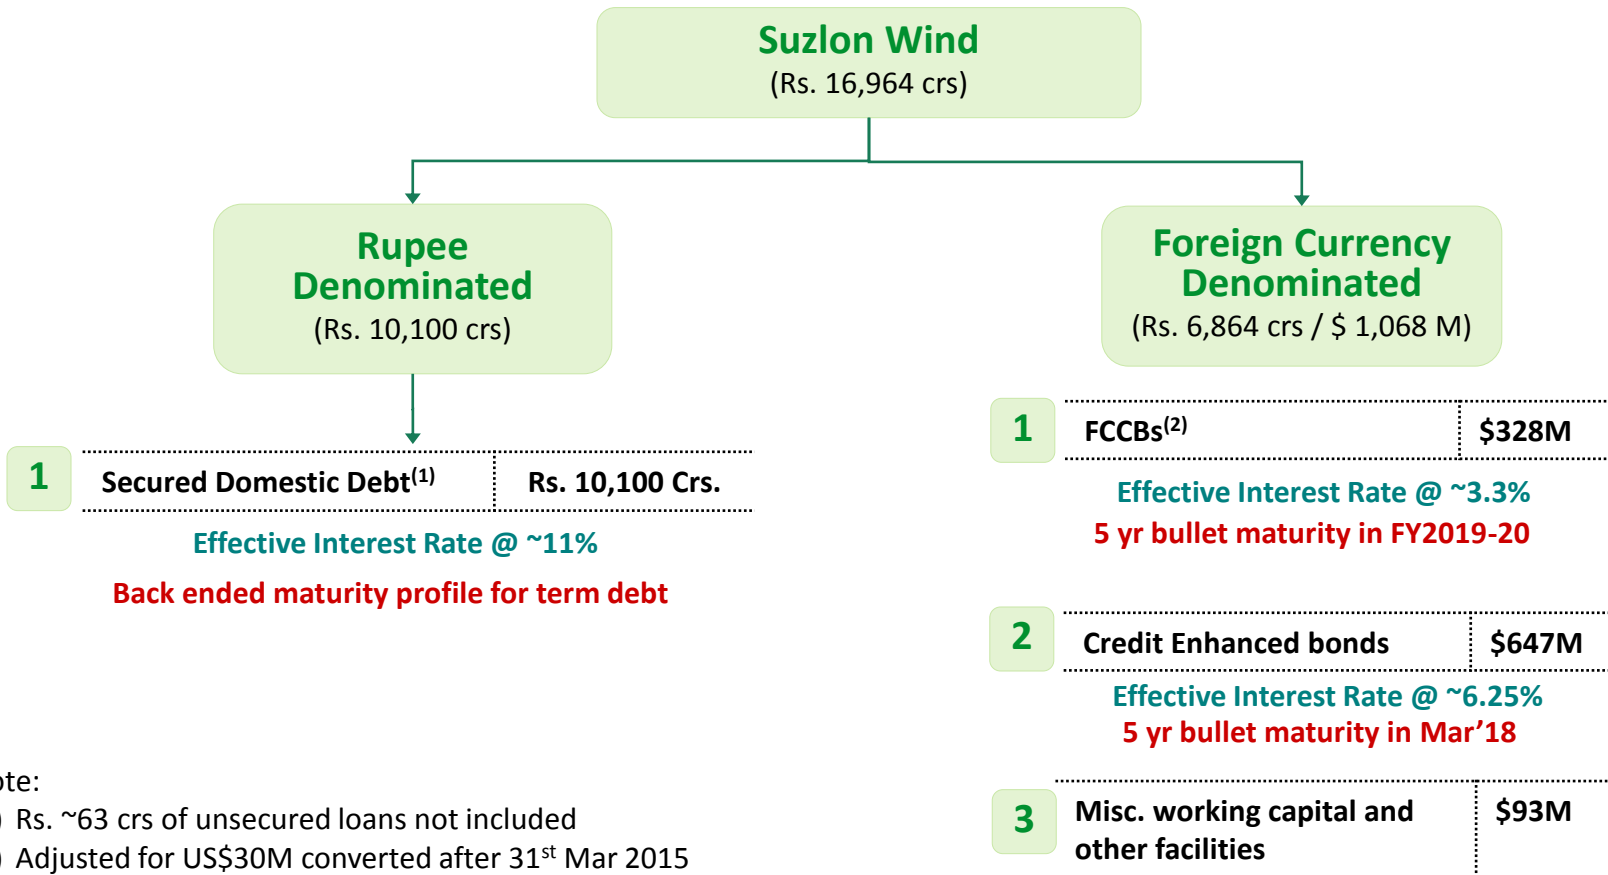 Suzlon Wind
(Rs. 16,964 crs)
Rupee
Denominated
(Rs. 10,100 crs)
1
Secured Domestic Debt(1)
Rs. 10,100 Crs.
Effective Interest Rate @ ~11%
Back ended maturity profile for term debt
Foreign Currency
Denominated
(Rs. 6,864 crs / $ 1,068 M)
1
FCCBs(2)
$328M
Effective Interest Rate @ ~3.3%
5 yr bullet maturity in FY2019-20
2
Credit Enhanced bonds
$647M
Effective Interest Rate @ ~6.25%
5 yr bullet maturity in Mar’18
3
Misc. working capital and
other facilities
$93M
ote:
) Rs. ~63 crs of unsecured loans not included
) Adjusted for US$30M converted after 31st Mar 2015